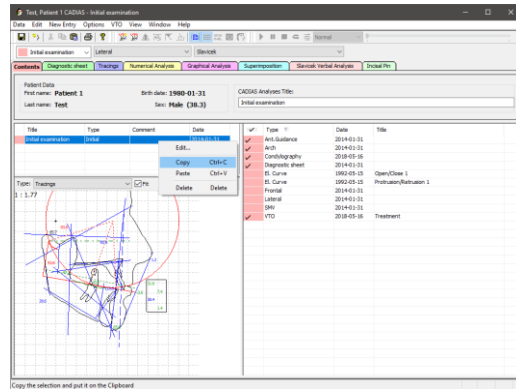 Test, Patient 1 CADIAS - Initial examination
Data Edit New Entry Options VTO View Window Help
Normal
Initial examination Lateral Slavicek
Contents Diagnostic sheet Tracings Numerical Analysis Graphical Analysis Superimposition Slavicek Verbal Analysis Incisal Pin
Patient Data
First name: Patient 1 Birth date: 1980-01-31
Last name: Test Sex: Male (38.3)
CADIAS Analyses Title:
Initial examination
Title Type Comment Date
Initial examination Initial 2014-01-31
Edit...
Copy Ctrl+C
Paste Ctrl+V
Delete Delete
Type: Tracings Fit
1 : 1.77
Type Date Title
Ant.Guidance 2014-01-31
Arch 2014-01-31
Condylography 2018-05-16
Diagnostic sheet 2014-01-31
El. Curve 1992-05-15 Open/Close 1
El. Curve 1992-05-15 Protrusion/Retrusion 1
Frontal 2014-01-31
Lateral 2014-01-31
SMV 2014-01-31
VTO 2018-05-16 Treatment
Copy the selection and put it on the Clipboard